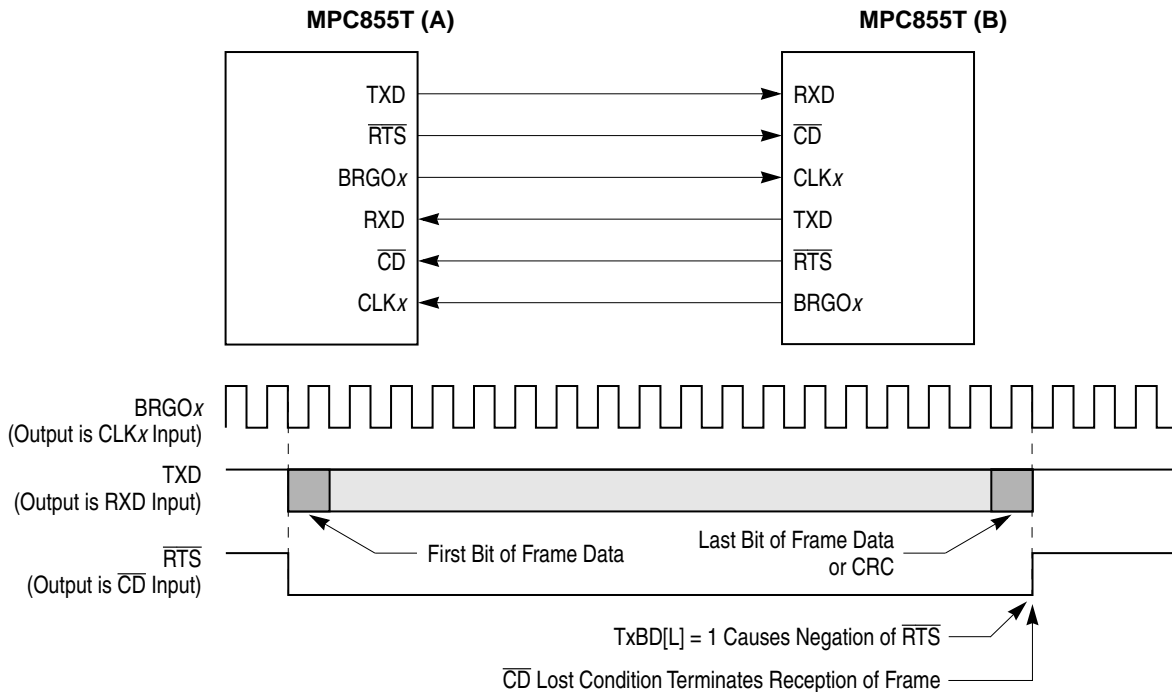 MPC855T (A)
MPC855T (B)
TXD
RXD
RTS
CD
BRGOx
CLKx
RXD
TXD
CD
RTS
CLKx
BRGOx
BRGOx
(Output is CLKx Input)
TXD
(Output is RXD Input)
First Bit of Frame Data
Last Bit of Frame Data
or CRC
RTS
(Output is CD Input)
TxBD[L] = 1 Causes Negation of RTS
CD Lost Condition Terminates Reception of Frame